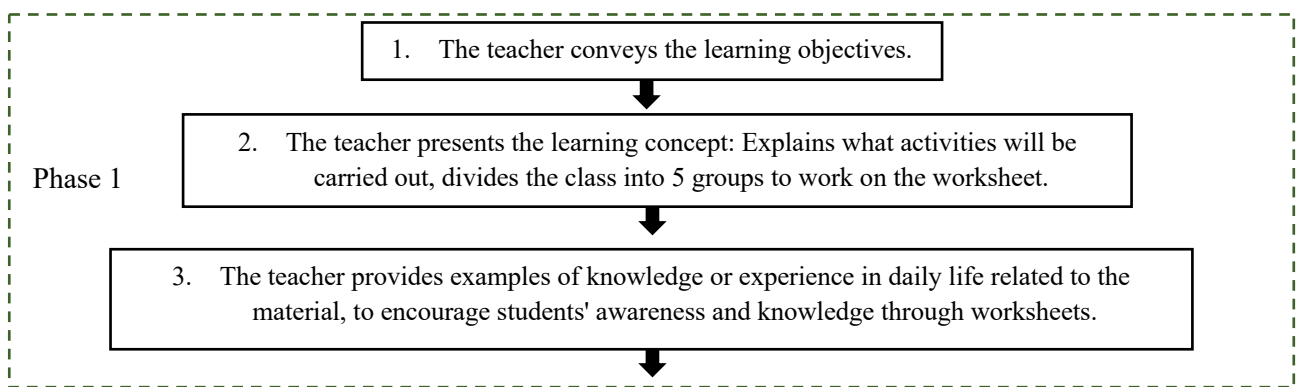 1. The teacher conveys the learning objectives.
2. The teacher presents the learning concept: Explains what activities will be
carried out, divides the class into 5 groups to work on the worksheet.
Phase 1
3. The teacher provides examples of knowledge or experience in daily life related to the
material, to encourage students' awareness and knowledge through worksheets.